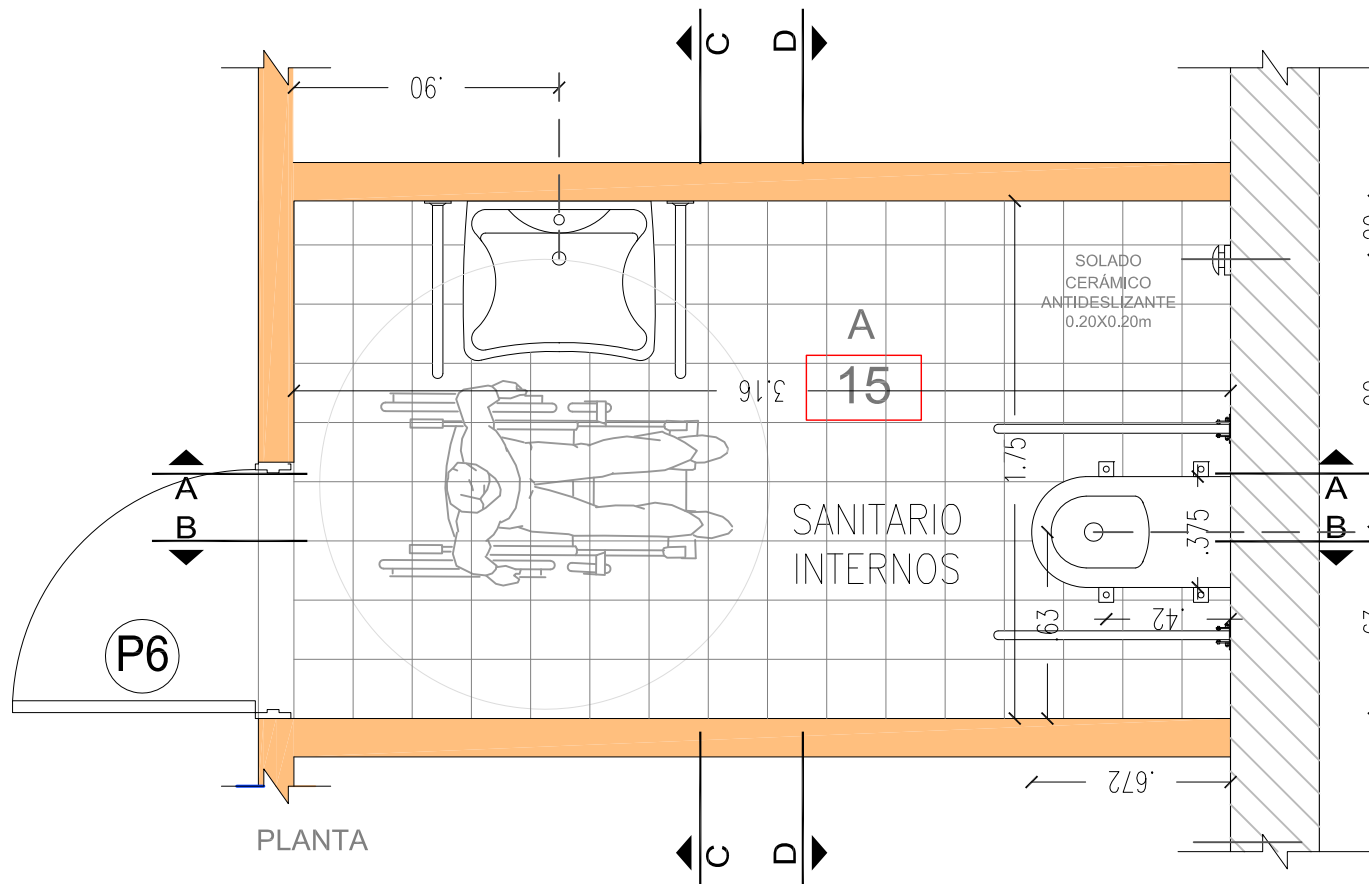 C
D
.90
SOLADO
CERÁMICO
ANTIDESLIZANTE
0.20X0.20m
A
15
3.16
1.75
A
B
A
B
SANITARIO
INTERNOS
.375
.63
.42
P6
.672
PLANTA
C
D